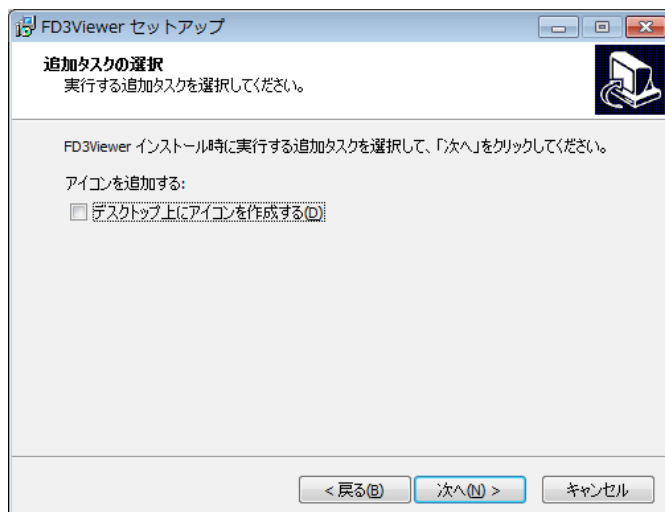 FD3Viewer セットアップ
追加タスクの選択
実行する追加タスクを選択してください。
FD3Viewer インストール時に実行する追加タスクを選択して、「次へ」をクリックしてください。
アイコンを追加する:
デスクトップ上にアイコンを作成する(D)
< 戻る(B)
次へ(N) >
キャンセル